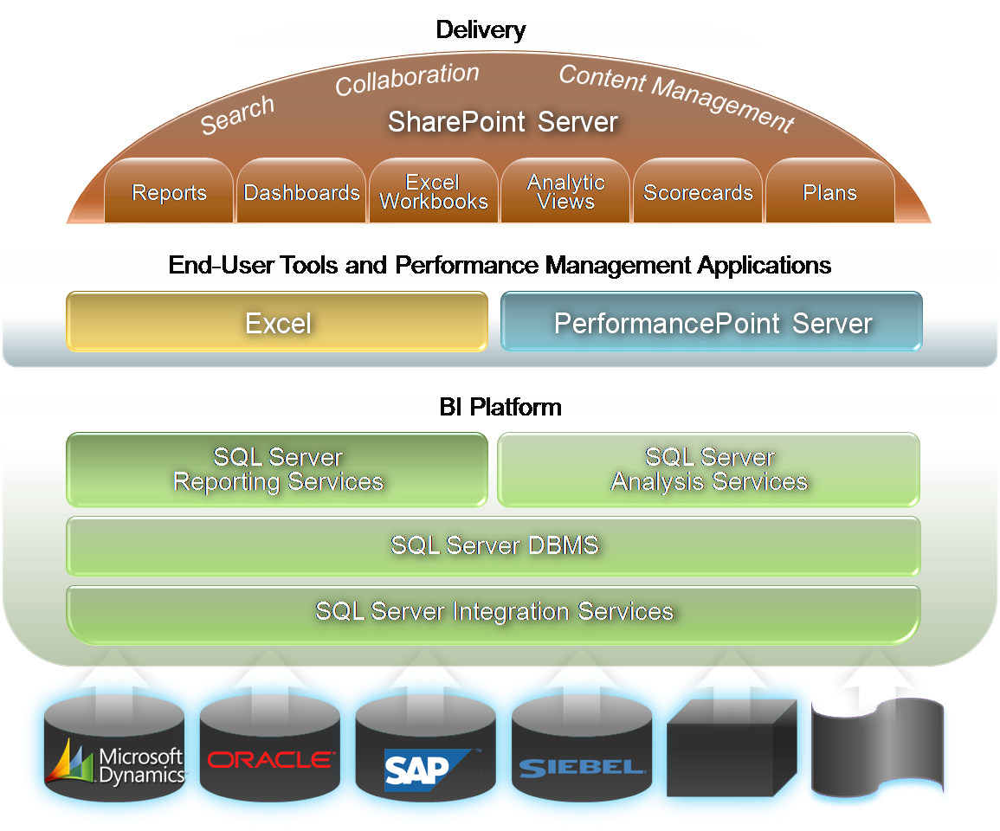 Delivery
Search
Collaboration
Content Management
SharePoint Server
Reports
Dashboards
Excel
Workbooks
Analytic
Views
Scorecards
Plans
End-User Tools and Performance Management Applications
Excel
PerformancePoint Server
BI Platform
SQL Server
Reporting Services
SQL Server
Analysis Services
SQL Server DBMS
SQL Server Integration Services
Microsoft
Dynamics
ORACLE
SAP
SIEBEL